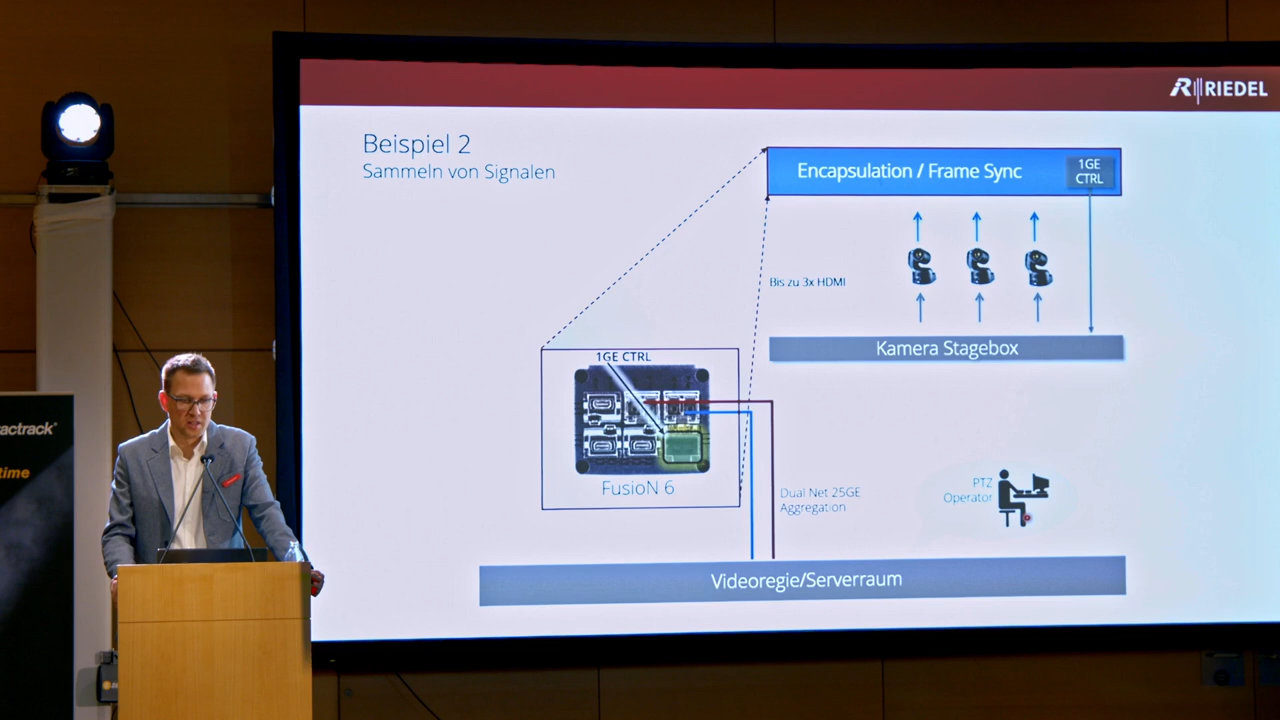 RIEDEL
Beispiel 2
Sammeln von Signalen
Encapsulation / Frame Sync
1GE
CTRL
Bis zu 3x HDMI
Kamera Stagebox
1GE CTRL
FusioN 6
Dual Net 25GE
Aggregation
PTZ
Operator
Videoregie/Serverraum
actrack®
time